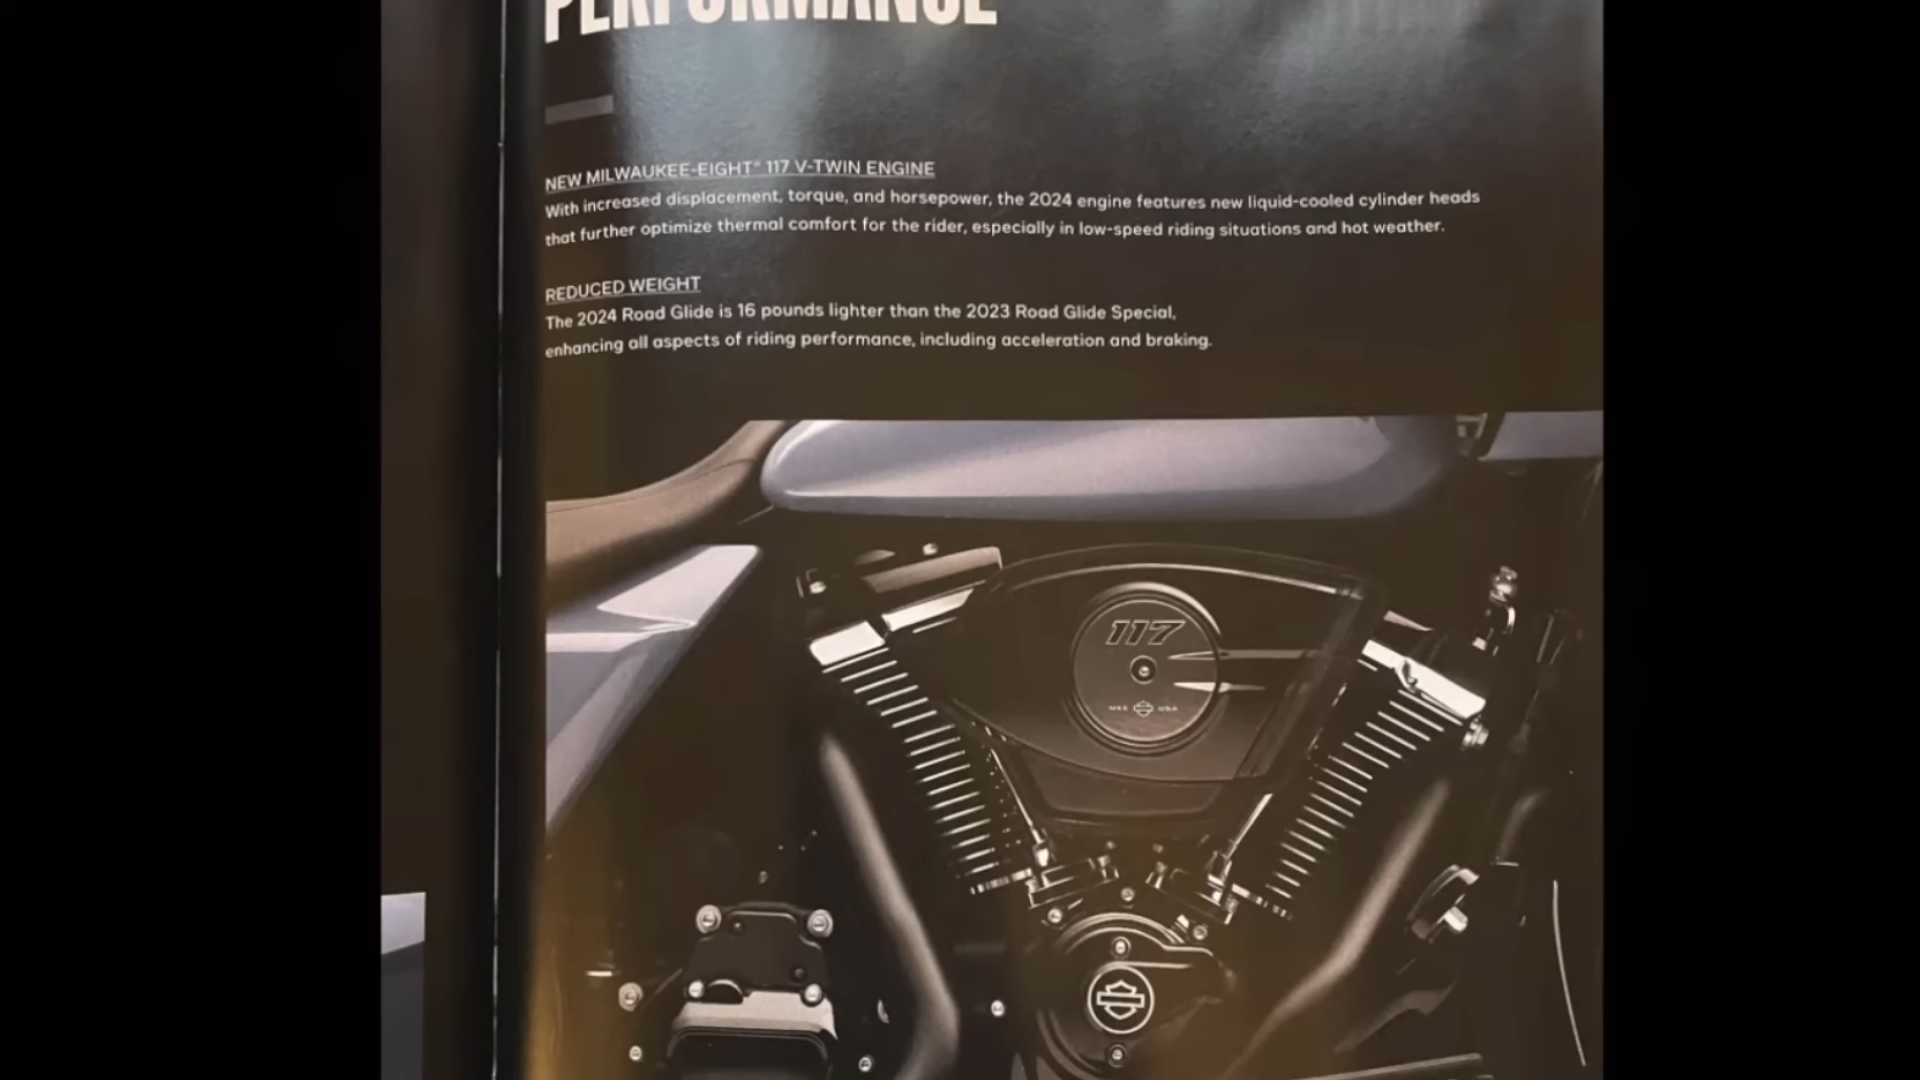 PERFORMANCE
NEW MILWAUKEE-EIGHT® 117 V-TWIN ENGINE
With increased displacement, torque, and horsepower, the 2024 engine features new liquid-cooled cylinder heads
that further optimize thermal comfort for the rider, especially in low-speed riding situations and hot weather.
REDUCED WEIGHT
The 2024 Road Glide is 16 pounds lighter than the 2023 Road Glide Special,
enhancing all aspects of riding performance, including acceleration and braking.
117
MKE USA